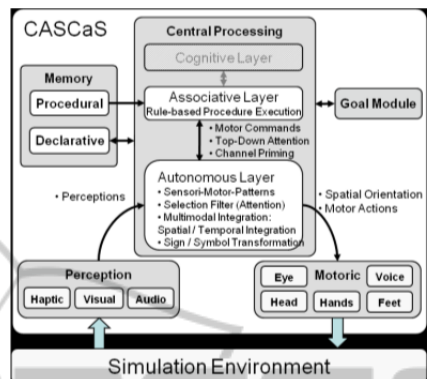 CASCaS
Central Processing
Cognitive Layer
Memory
Procedural
Declarative
Associative Layer
Rule-based Procedure Execution
Goal Module
• Motor Commands
• Top-Down Attention
• Channel Priming
Autonomous Layer
• Sensori-Motor-Patterns
• Selection Filter (Attention)
• Multimodal Integration:
Spatial / Temporal Integration
• Sign / Symbol Transformation
• Perceptions
• Spatial Orientation
• Motor Actions
Perception
Haptic
Visual
Audio
Motoric
Eye
Voice
Head
Hands
Feet
Simulation Environment